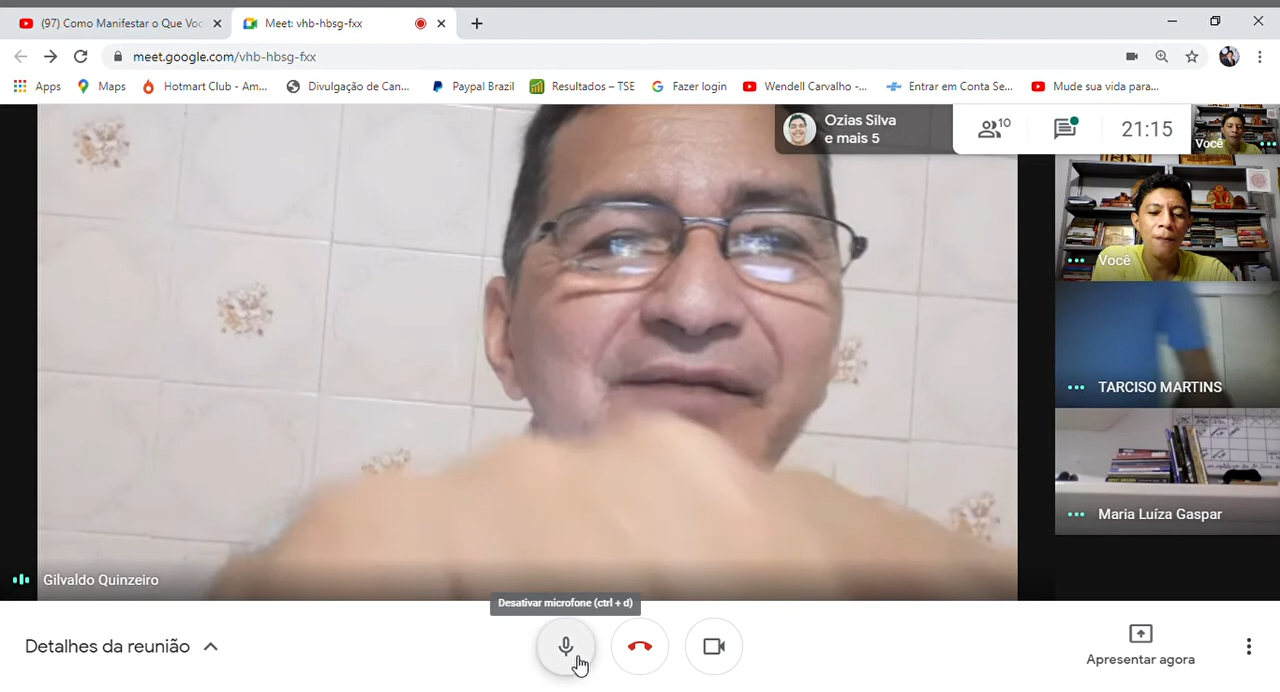 (97) Como Manifestar o Que Voc
Meet: vhb-hbsg-fxx
meet.google.com/vhb-hbsg-fxx
Apps
Maps
Hotmart Club - Am...
Divulgação de Can...
Paypal Brazil
Resultados – TSE
Fazer login
Wendell Carvalho -...
Entrar em Conta Se...
Mude sua vida para...
Ozias Silva
e mais 5
10
21:15
Você
Você
TARCISO MARTINS
Maria Luíza Gaspar
Gilvaldo Quinzeiro
Desativar microfone (ctrl + d)
Detalhes da reunião
Apresentar agora